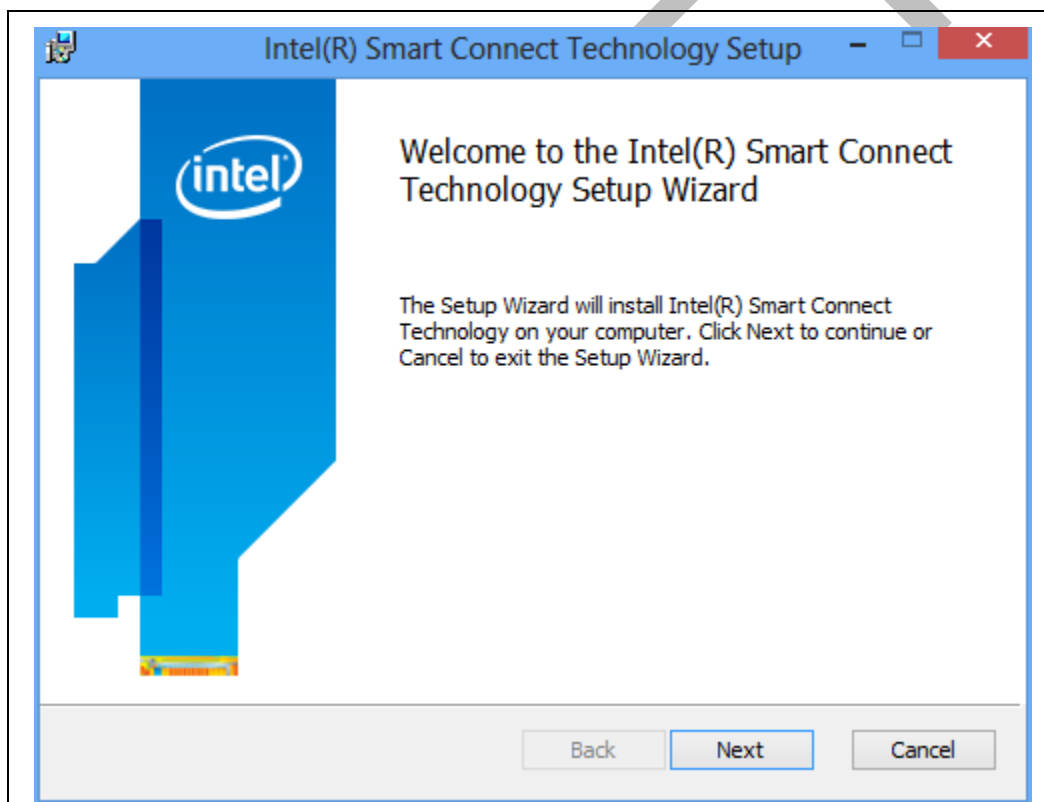 Intel(R) Smart Connect Technology Setup
intel
Welcome to the Intel(R) Smart Connect
Technology Setup Wizard
The Setup Wizard will install Intel(R) Smart Connect
Technology on your computer. Click Next to continue or
Cancel to exit the Setup Wizard.
Back Next Cancel